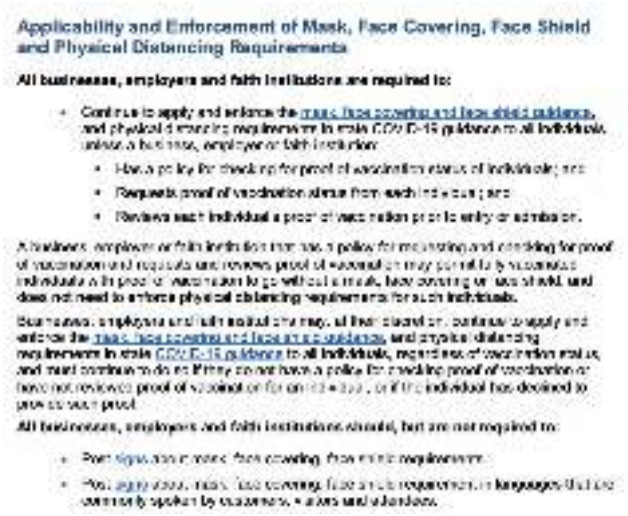 Applicability and Enforcement of Mask, Face Covering, Face Shield
and Physical Distancing Requirements
All businesses, employers and faith institutions are required to:
• Continue to apply and enforce the mask, face covering and face shield guidance,
and physical distancing requirements in state COVID-19 guidance to all individuals
unless a business, employer or faith institution:
• Has a policy for checking for proof of vaccination status of individuals; and
• Requests proof of vaccination status from each individual; and
• Reviews each individual's proof of vaccination prior to entry or admission.
A business, employer or faith institution that has a policy for requesting and checking for proof
of vaccination and requests and reviews proof of vaccination may permit fully vaccinated
individuals with proof of vaccination to go without a mask, face covering or face shield, and
does not need to enforce physical distancing requirements for such individuals.
Businesses, employers and faith institutions may, at their discretion, continue to apply and
enforce the mask, face covering and face shield guidance, and physical distancing
requirements in state COVID-19 guidance to all individuals, regardless of vaccination status,
and must continue to do so if they do not have a policy for checking proof of vaccination or
have not reviewed proof of vaccination for an individual, or if the individual has declined to
provide such proof.
All businesses, employers and faith institutions should, but are not required to:
• Post signs about mask, face covering, face shield requirements.
• Post signs about mask, face covering, face shield requirement in languages that are
commonly spoken by customers, visitors and attendees.